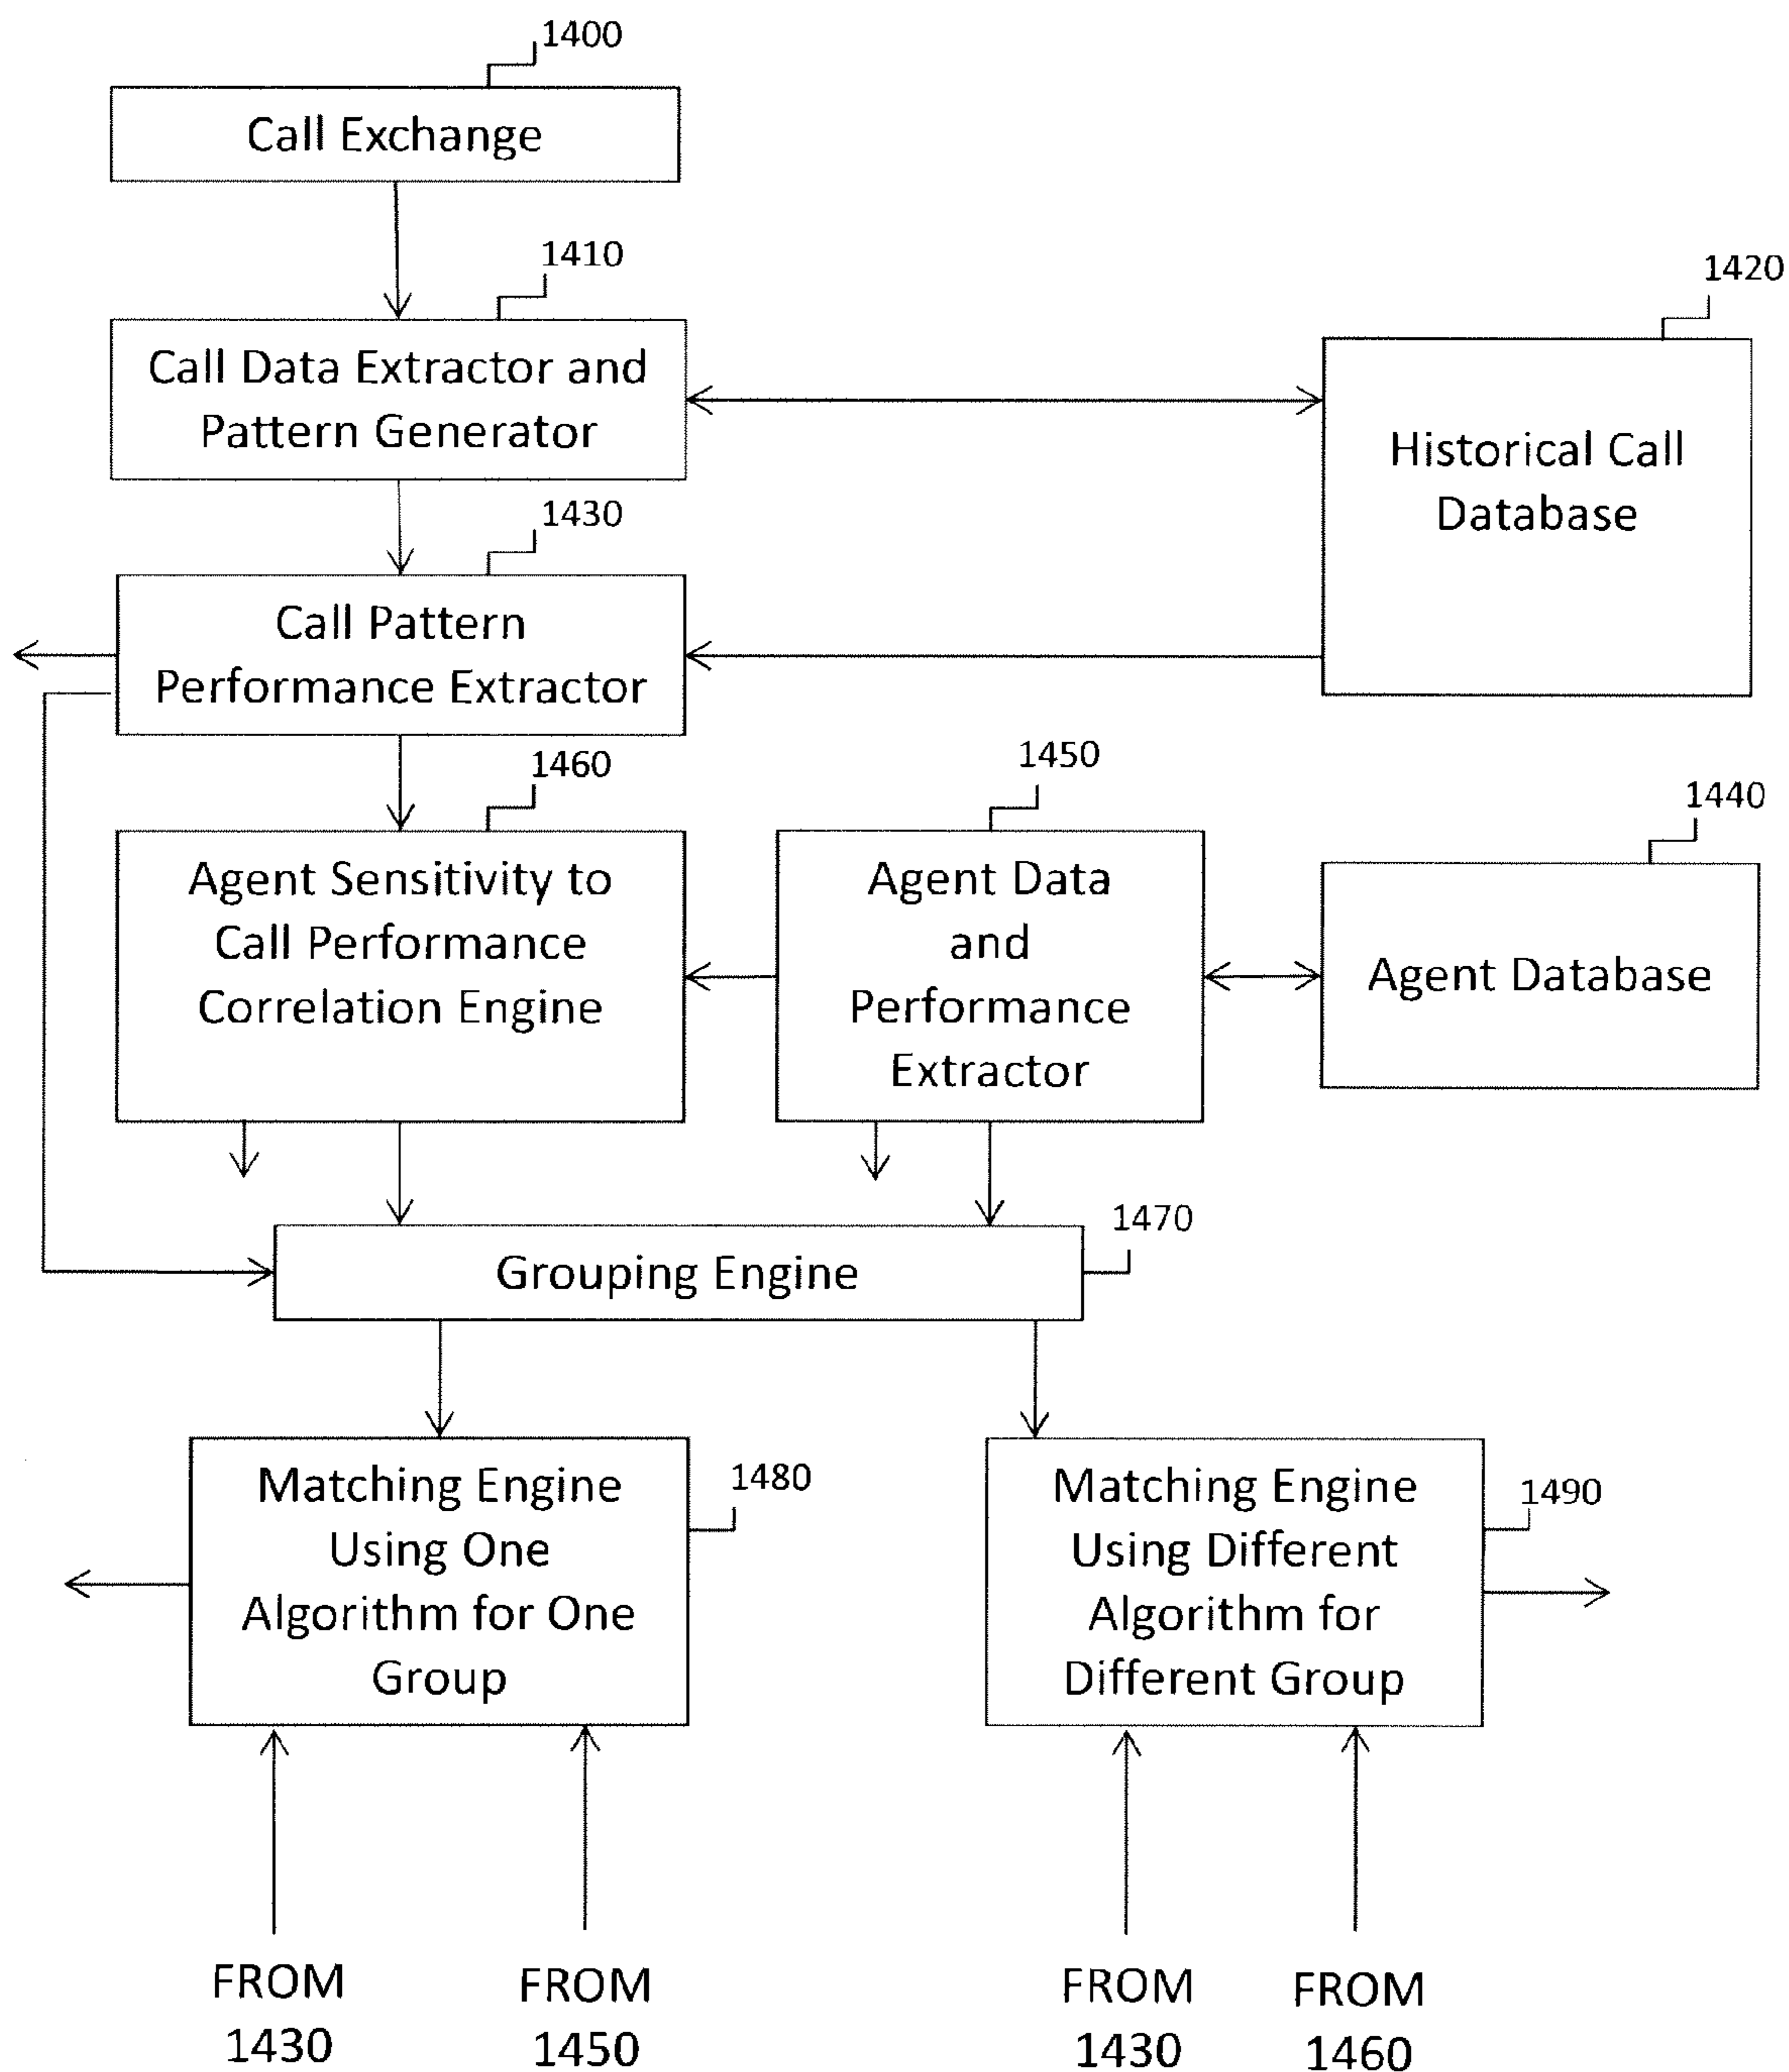 1400
Call Exchange
1410
Call Data Extractor and
Pattern Generator
1420
Historical Call
Database
1430
Call Pattern
Performance Extractor
1460
Agent Sensitivity to
Call Performance
Correlation Engine
1450
Agent Data
and
Performance
Extractor
1440
Agent Database
1470
Grouping Engine
1480
Matching Engine
Using One
Algorithm for One
Group
1490
Matching Engine
Using Different
Algorithm for
Different Group
FROM
1430
FROM
1450
FROM
1430
FROM
1460